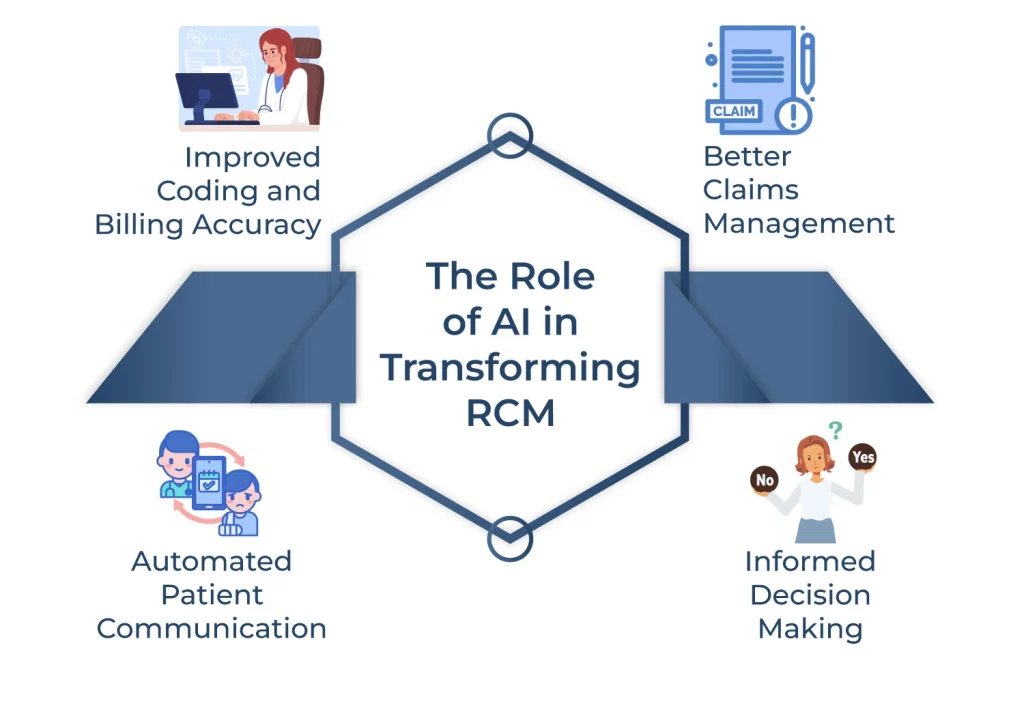 Improved
Coding and
Billing Accuracy
CLAIM
Better
Claims
Management
The Role
of AI in
Transforming
RCM
Automated
Patient
Communication
?
No
Yes
Informed
Decision
Making